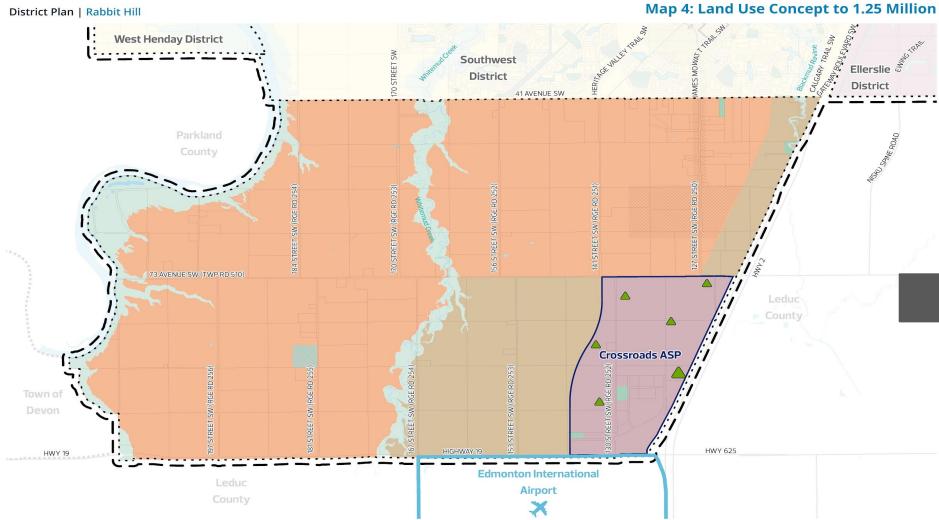 District Plan | Rabbit Hill
Map 4: Land Use Concept to 1.25 Million
West Henday District
170 STREET SW
Whitemud Creek
Southwest
District
HERITAGE VALLEY TRAIL SW
JAMES MOWATT TRAIL SW
Blackmud Ravine
CALGARY TRAIL SW
GATEWAY BOULEVARD SW
Ellerslie
District
EWING TRAIL
41 AVENUE SW
Parkland
County
NISKU SPINE ROAD
184 STREET SW (RGE RD 254)
170 STREET SW (RGE RD 253)
Whitemud Creek
156 STREET SW (RGE RD 252)
141 STREET SW (RGE RD 251)
127 STREET SW (RGE RD 250)
73 AVENUE SW (TWP RD 510)
HWY 2
Leduc
County
Crossroads ASP
Town of
Devon
195 STREET SW (RGE RD 256)
181 STREET SW (RGE RD 255)
167 STREET SW (RGE RD 254)
153 STREET SW (RGE RD 253)
130 STREET SW (RGE RD 252)
HWY 19
HIGHWAY 19
HWY 625
Leduc
County
Edmonton International
Airport